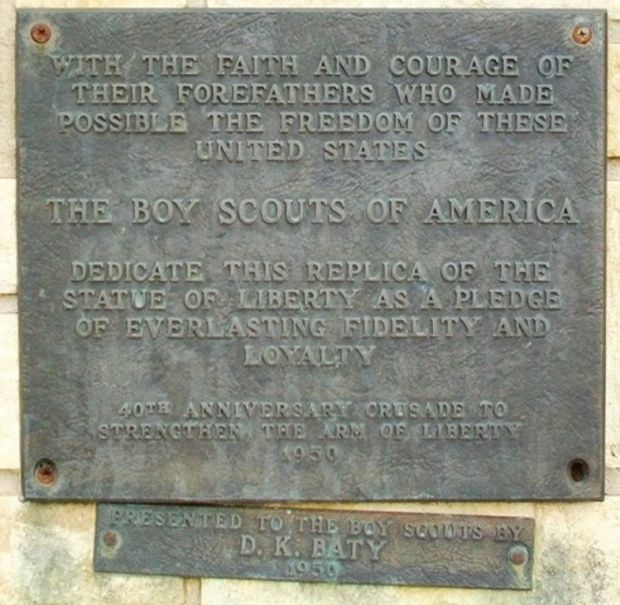 WITH THE FAITH AND COURAGE OF
THEIR FOREFATHERS WHO MADE
POSSIBLE THE FREEDOM OF THESE
UNITED STATES
THE BOY SCOUTS OF AMERICA
DEDICATE THIS REPLICA OF THE
STATUE OF LIBERTY AS A PLEDGE
OF EVERLASTING FIDELITY AND
LOYALTY
40TH ANNIVERSARY CRUSADE TO
STRENGTHEN THE ARM OF LIBERTY
1950
PRESENTED TO THE BOY SCOUTS BY
D. K. BATY
1950